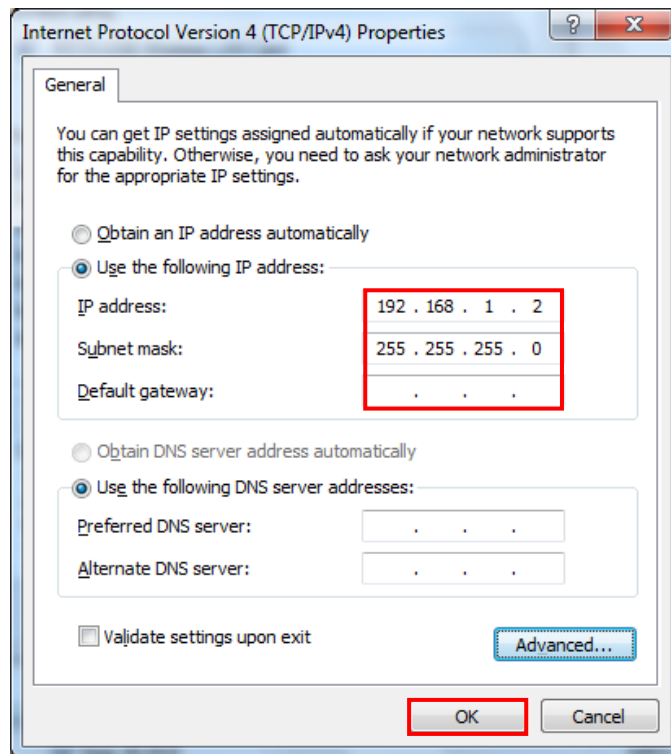 Internet Protocol Version 4 (TCP/IPv4) Properties
? X
General
You can get IP settings assigned automatically if your network supports
this capability. Otherwise, you need to ask your network administrator
for the appropriate IP settings.
Obtain an IP address automatically
Use the following IP address:
IP address: 192 . 168 . 1 . 2
Subnet mask: 255 . 255 . 255 . 0
Default gateway: . . .
Obtain DNS server address automatically
Use the following DNS server addresses:
Preferred DNS server: . . .
Alternate DNS server: . . .
Validate settings upon exit
Advanced...
OK Cancel